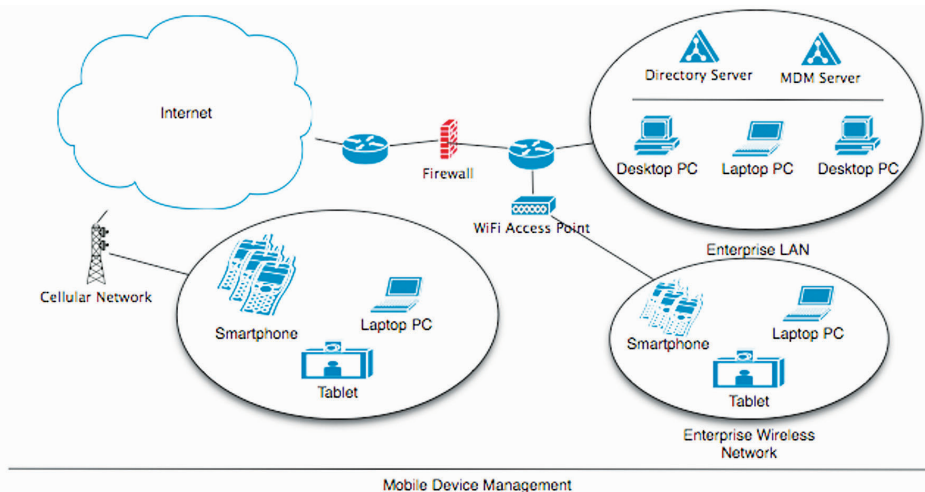 Directory Server
MDM Server
Internet
Firewall
Desktop PC
Laptop PC
Desktop PC
WiFi Access Point
Enterprise LAN
Cellular Network
Smartphone
Laptop PC
Tablet
Smartphone
Laptop PC
Tablet
Enterprise Wireless
Network
Mobile Device Management